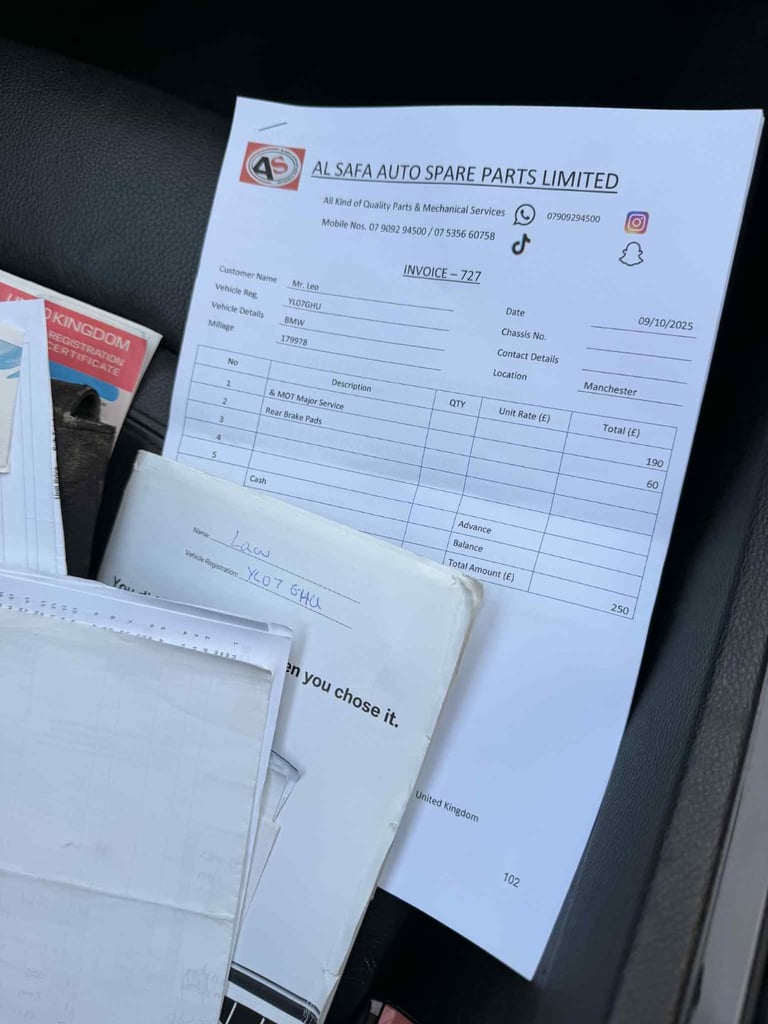 AS
AL SAFA AUTO SPARE PARTS LIMITED
All Kind of Quality Parts & Mechanical Services 07909294500
Mobile Nos. 07 9092 94500 / 07 5356 60758
INVOICE – 727
Customer Name Mr. Leo
Vehicle Reg. YL07GHU
Vehicle Details BMW
Millage 179978
Date 09/10/2025
Chassis No.
Contact Details
Location Manchester
No Description QTY Unit Rate (£) Total (£)
1 & MOT Major Service 190
2 Rear Brake Pads 60
3
4
5
Cash
Advance
Balance
Total Amount (£) 250
United Kingdom
102
KINGDOM
REGISTRATION
CERTIFICATE
Name:
Vehicle Registration: YL07 GHU
en you chose it.